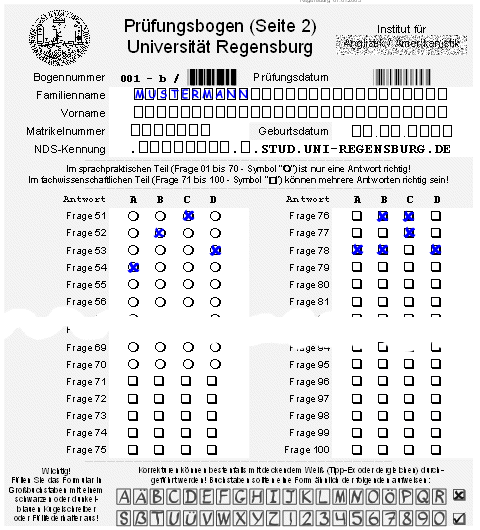 Prüfungsbogen (Seite 2)
Universität Regensburg
Institut für
Anglistik / Amerikanistik
Bogennummer 001 - b / Prüfungsdatum
Familienname MUSTERMANN
Vorname
Matrikelnummer Geburtsdatum
NDS-Kennung .STUD.UNI-REGENSBURG.DE
Im sprachpraktischen Teil (Frage 01 bis 70 - Symbol "O") ist nur eine Antwort richtig!
Im fachwissenschaftlichen Teil (Frage 71 bis 100 - Symbol "□") können mehrere Antworten richtig sein!
Antwort A B C D
Frage 51
Frage 52
Frage 53
Frage 54
Frage 55
Frage 56
Frage 69
Frage 70
Frage 71
Frage 72
Frage 73
Frage 74
Frage 75
Antwort A B C D
Frage 76
Frage 77
Frage 78
Frage 79
Frage 80
Frage 81
Frage 94
Frage 95
Frage 96
Frage 97
Frage 98
Frage 99
Frage 100
Wichtig!
Füllen Sie das Formular in
Großbuchstaben mit einem
schwarzen oder dunkel-
blauen Kugelschreiber
oder Füllfederhalter aus!
Korrekturen können bestenfalls mit deckendem Weiß (Tipp-Ex oder dergleichen) durch-
geführt werden! Buchstaben sollten eine Form ähnlich der folgenden aufweisen:
A Ä B C D E F G H I J K L M N O Ö P Q R
S ß T U Ü V W X Y Z 1 2 3 4 5 6 7 8 9 0